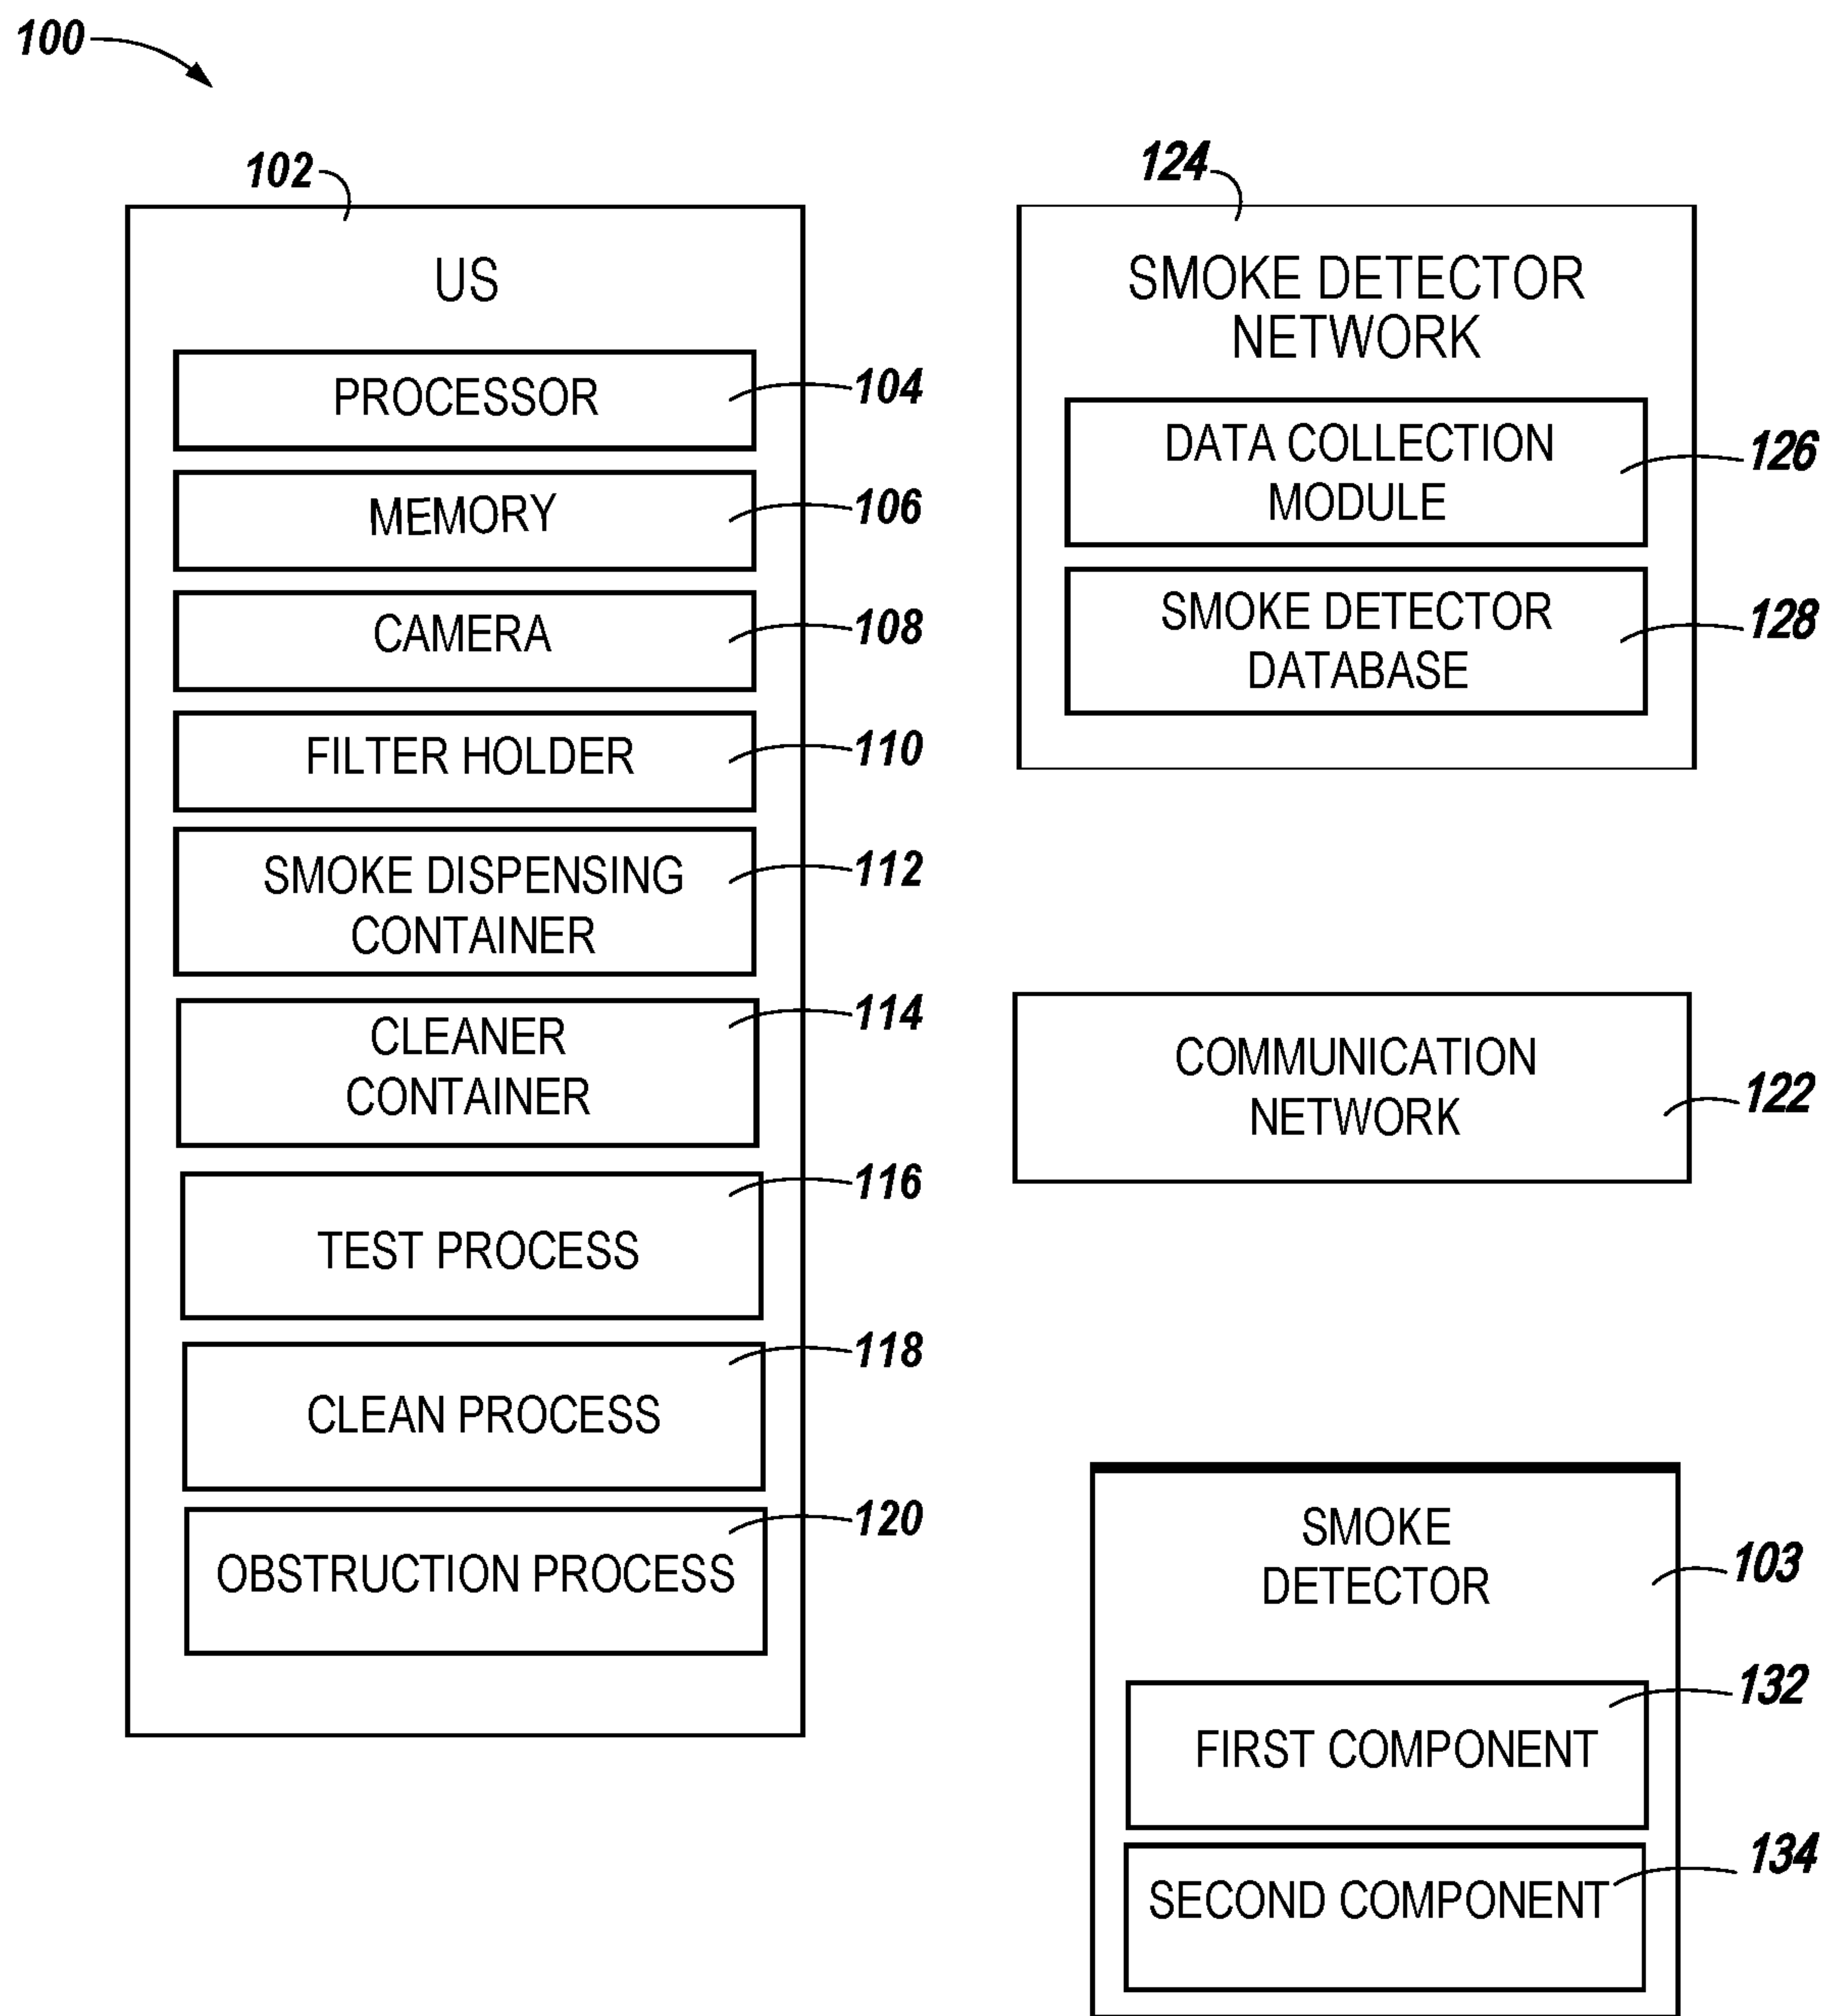 100
102
US
PROCESSOR
104
MEMORY
106
CAMERA
108
FILTER HOLDER
110
SMOKE DISPENSING
CONTAINER
112
CLEANER
CONTAINER
114
TEST PROCESS
116
CLEAN PROCESS
118
OBSTRUCTION PROCESS
120
124
SMOKE DETECTOR
NETWORK
DATA COLLECTION
MODULE
126
SMOKE DETECTOR
DATABASE
128
COMMUNICATION
NETWORK
122
SMOKE
DETECTOR
103
FIRST COMPONENT
132
SECOND COMPONENT
134